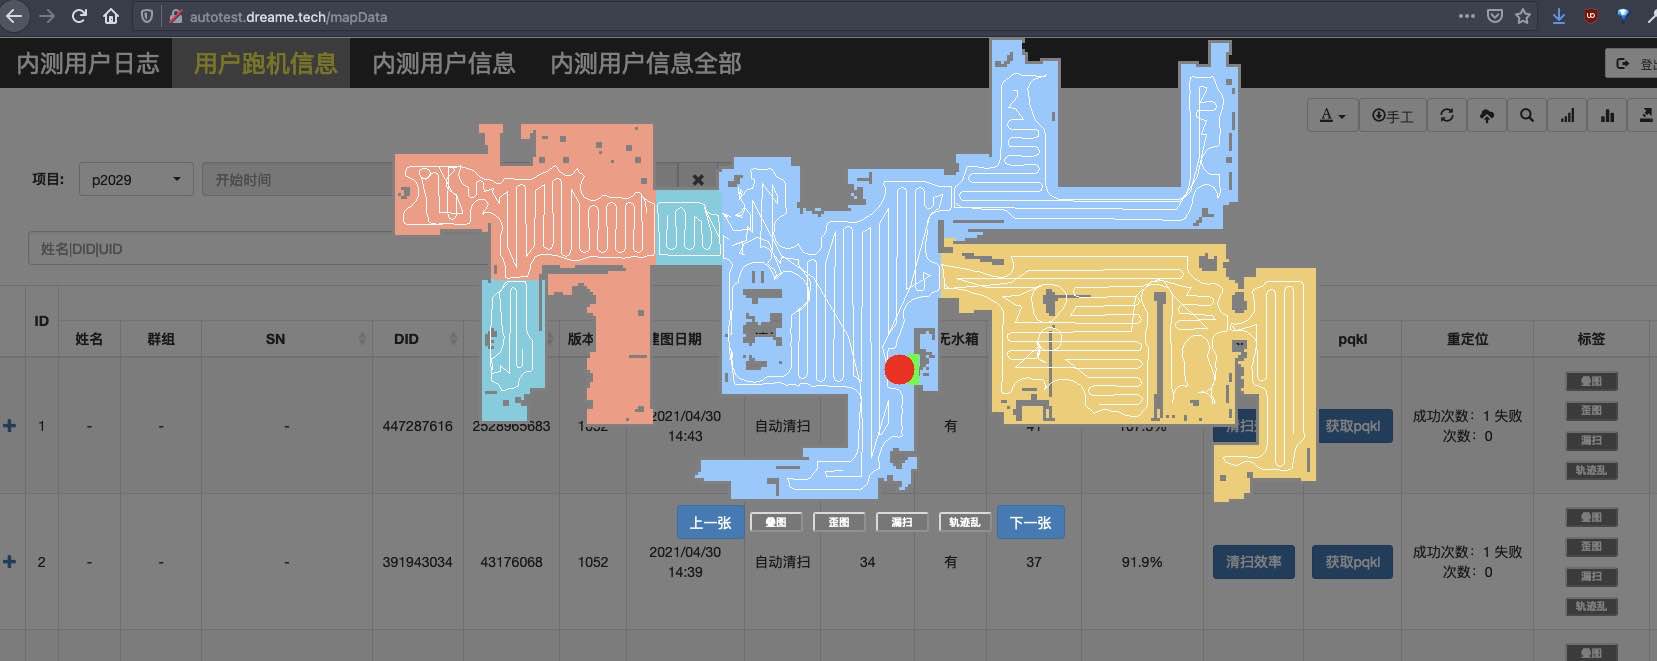 autotest.dreame.tech/mapData
内测用户日志 用户跑机信息 内测用户信息 内测用户信息全部
A 手工
项目: p2029 开始时间
姓名|DID|UID
ID 姓名 群组 SN DID 版本 建图日期 无水箱 pqkl 重定位 标签
1 - - - 447287616 2528965683 1052 2021/04/30 14:43 自动清扫 有 获取pqkl 成功次数: 1 失败次数: 0
叠图
歪图
漏扫
轨迹乱
上一张 叠图 歪图 漏扫 轨迹乱 下一张
2 - - - 391943034 43176068 1052 2021/04/30 14:39 自动清扫 34 有 37 91.9% 清扫效率 获取pqkl 成功次数: 1 失败次数: 0
叠图
歪图
漏扫
轨迹乱
叠图